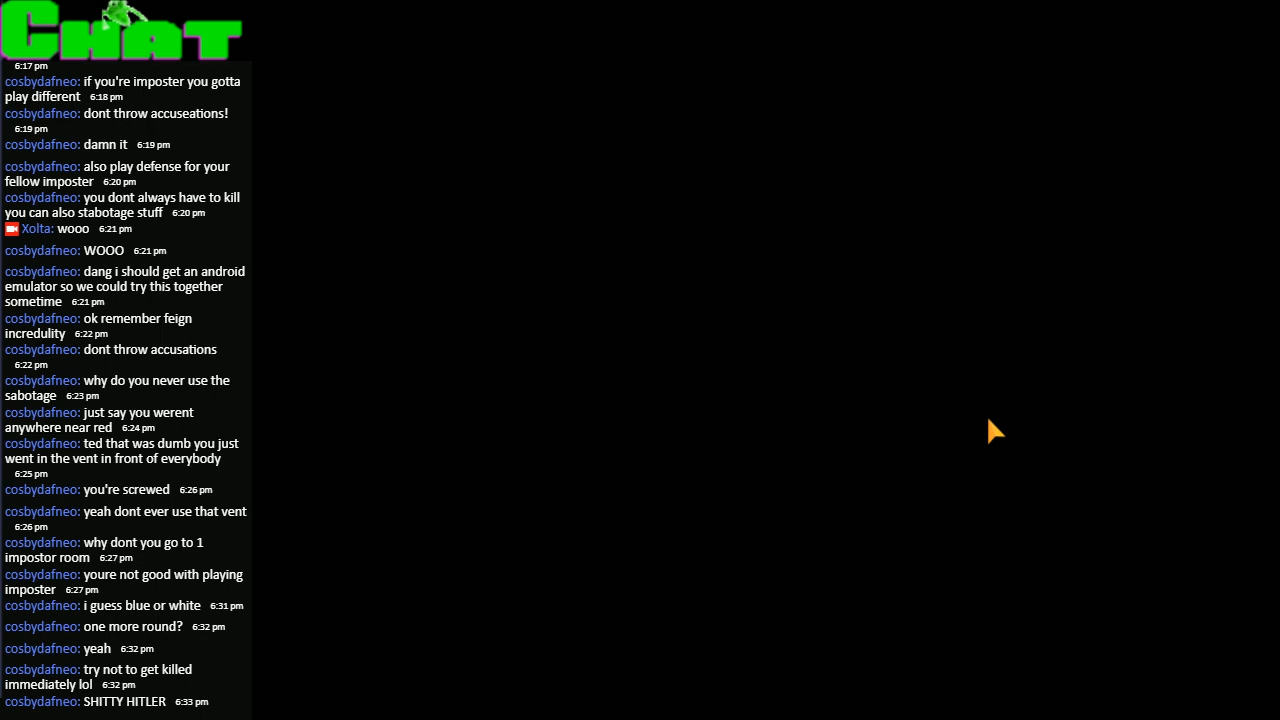 Chat
6:17 pm
cosbydafneo: if you're imposter you gotta
play different 6:18 pm
cosbydafneo: dont throw accuseations!
6:19 pm
cosbydafneo: damn it 6:19 pm
cosbydafneo: also play defense for your
fellow imposter 6:20 pm
cosbydafneo: you dont always have to kill
you can also stabotage stuff 6:20 pm
Xolta: wooo 6:21 pm
cosbydafneo: WOOO 6:21 pm
cosbydafneo: dang i should get an android
emulator so we could try this together
sometime 6:21 pm
cosbydafneo: ok remember feign
incredulity 6:22 pm
cosbydafneo: dont throw accusations
6:22 pm
cosbydafneo: why do you never use the
sabotage 6:23 pm
cosbydafneo: just say you werent
anywhere near red 6:24 pm
cosbydafneo: ted that was dumb you just
went in the vent in front of everybody
6:25 pm
cosbydafneo: you're screwed 6:26 pm
cosbydafneo: yeah dont ever use that vent
6:26 pm
cosbydafneo: why dont you go to 1
impostor room 6:27 pm
cosbydafneo: youre not good with playing
imposter 6:27 pm
cosbydafneo: i guess blue or white 6:31 pm
cosbydafneo: one more round? 6:32 pm
cosbydafneo: yeah 6:32 pm
cosbydafneo: try not to get killed
immediately lol 6:32 pm
cosbydafneo: SHITTY HITLER 6:33 pm